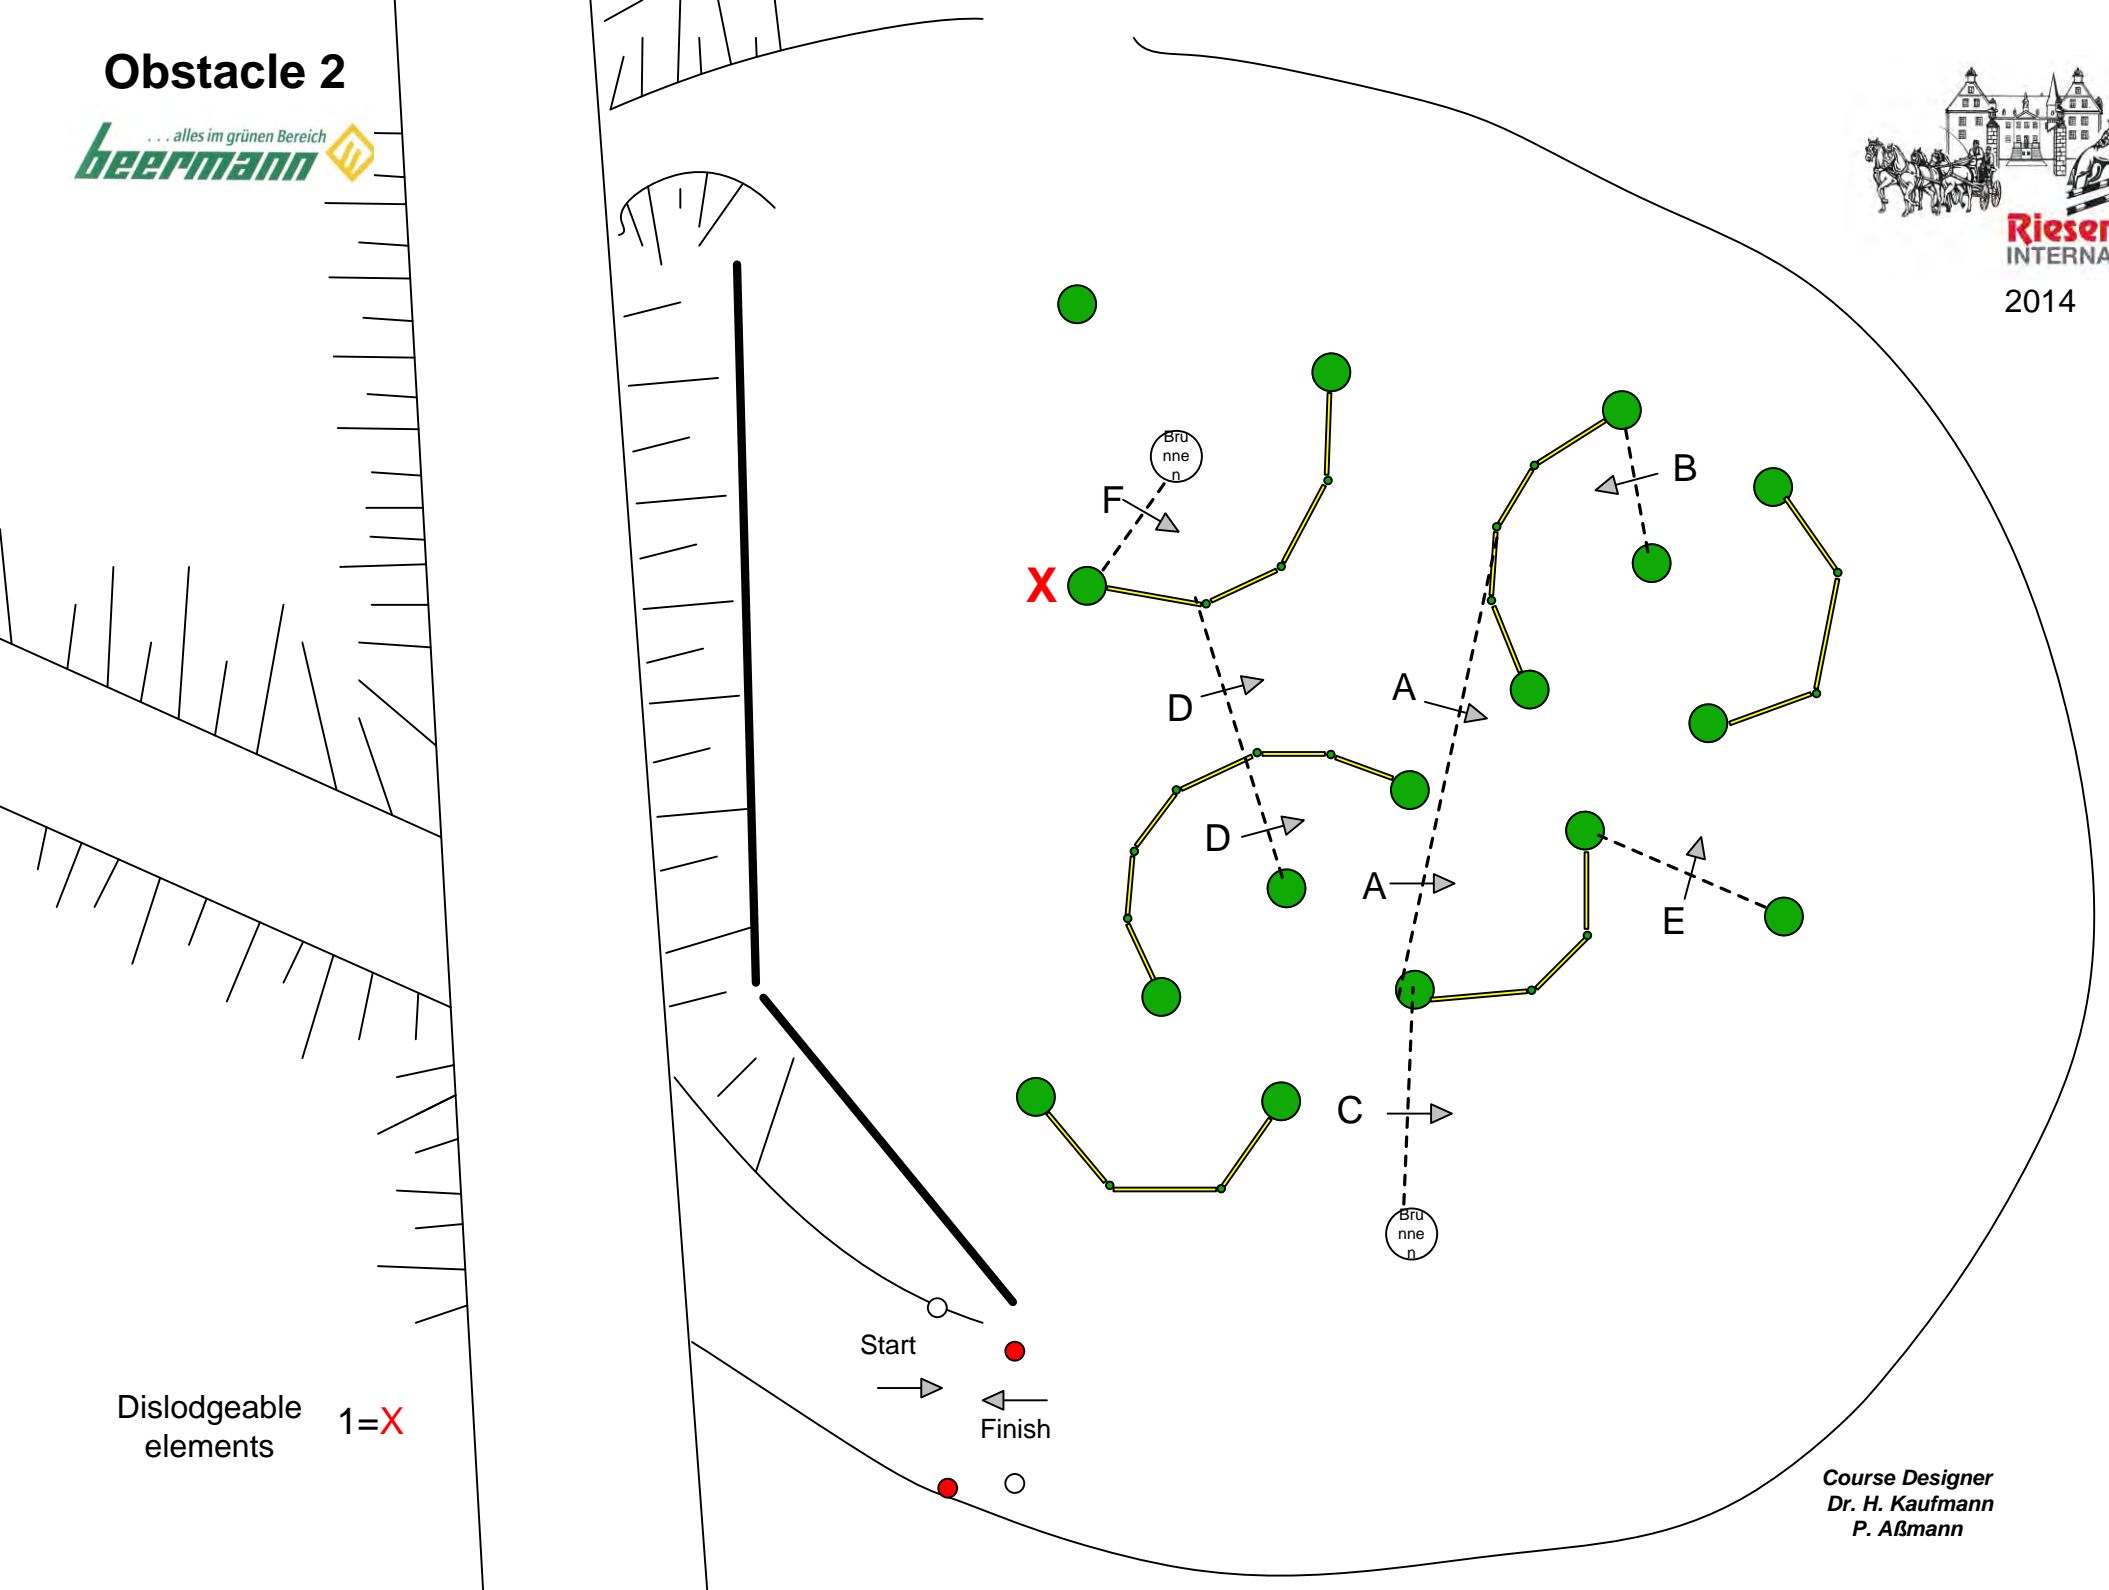 Obstacle 2
. . . alles im grünen Bereich
beermann
Riesen
INTERNA
2014
Bru
nne
n
F
B
X
A
D
D
A
E
C
Bru
nne
n
Start
Finish
Dislodgeable
elements
1=X
Course Designer
Dr. H. Kaufmann
P. Aßmann